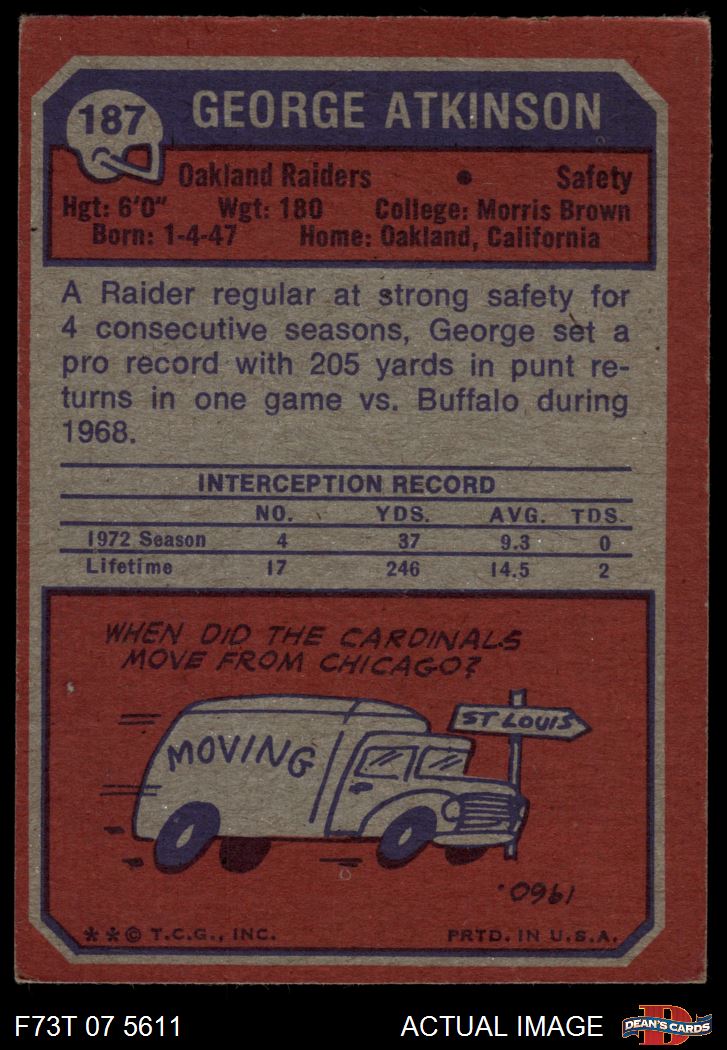 187
GEORGE ATKINSON
Oakland Raiders • Safety
Hgt: 6'0" Wgt: 180 College: Morris Brown
Born: 1-4-47 Home: Oakland, California
A Raider regular at strong safety for
4 consecutive seasons, George set a
pro record with 205 yards in punt re-
turns in one game vs. Buffalo during
1968.
INTERCEPTION RECORD
NO. YDS. AVG. TDS.
1972 Season 4 37 9.3 0
Lifetime 17 246 14.5 2
WHEN DID THE CARDINALS
MOVE FROM CHICAGO?
ST LOUIS
MOVING
1960.
**© T.C.G., INC. PRTD. IN U.S.A.
F73T 07 5611 ACTUAL IMAGE
D
DEAN'S CARDS